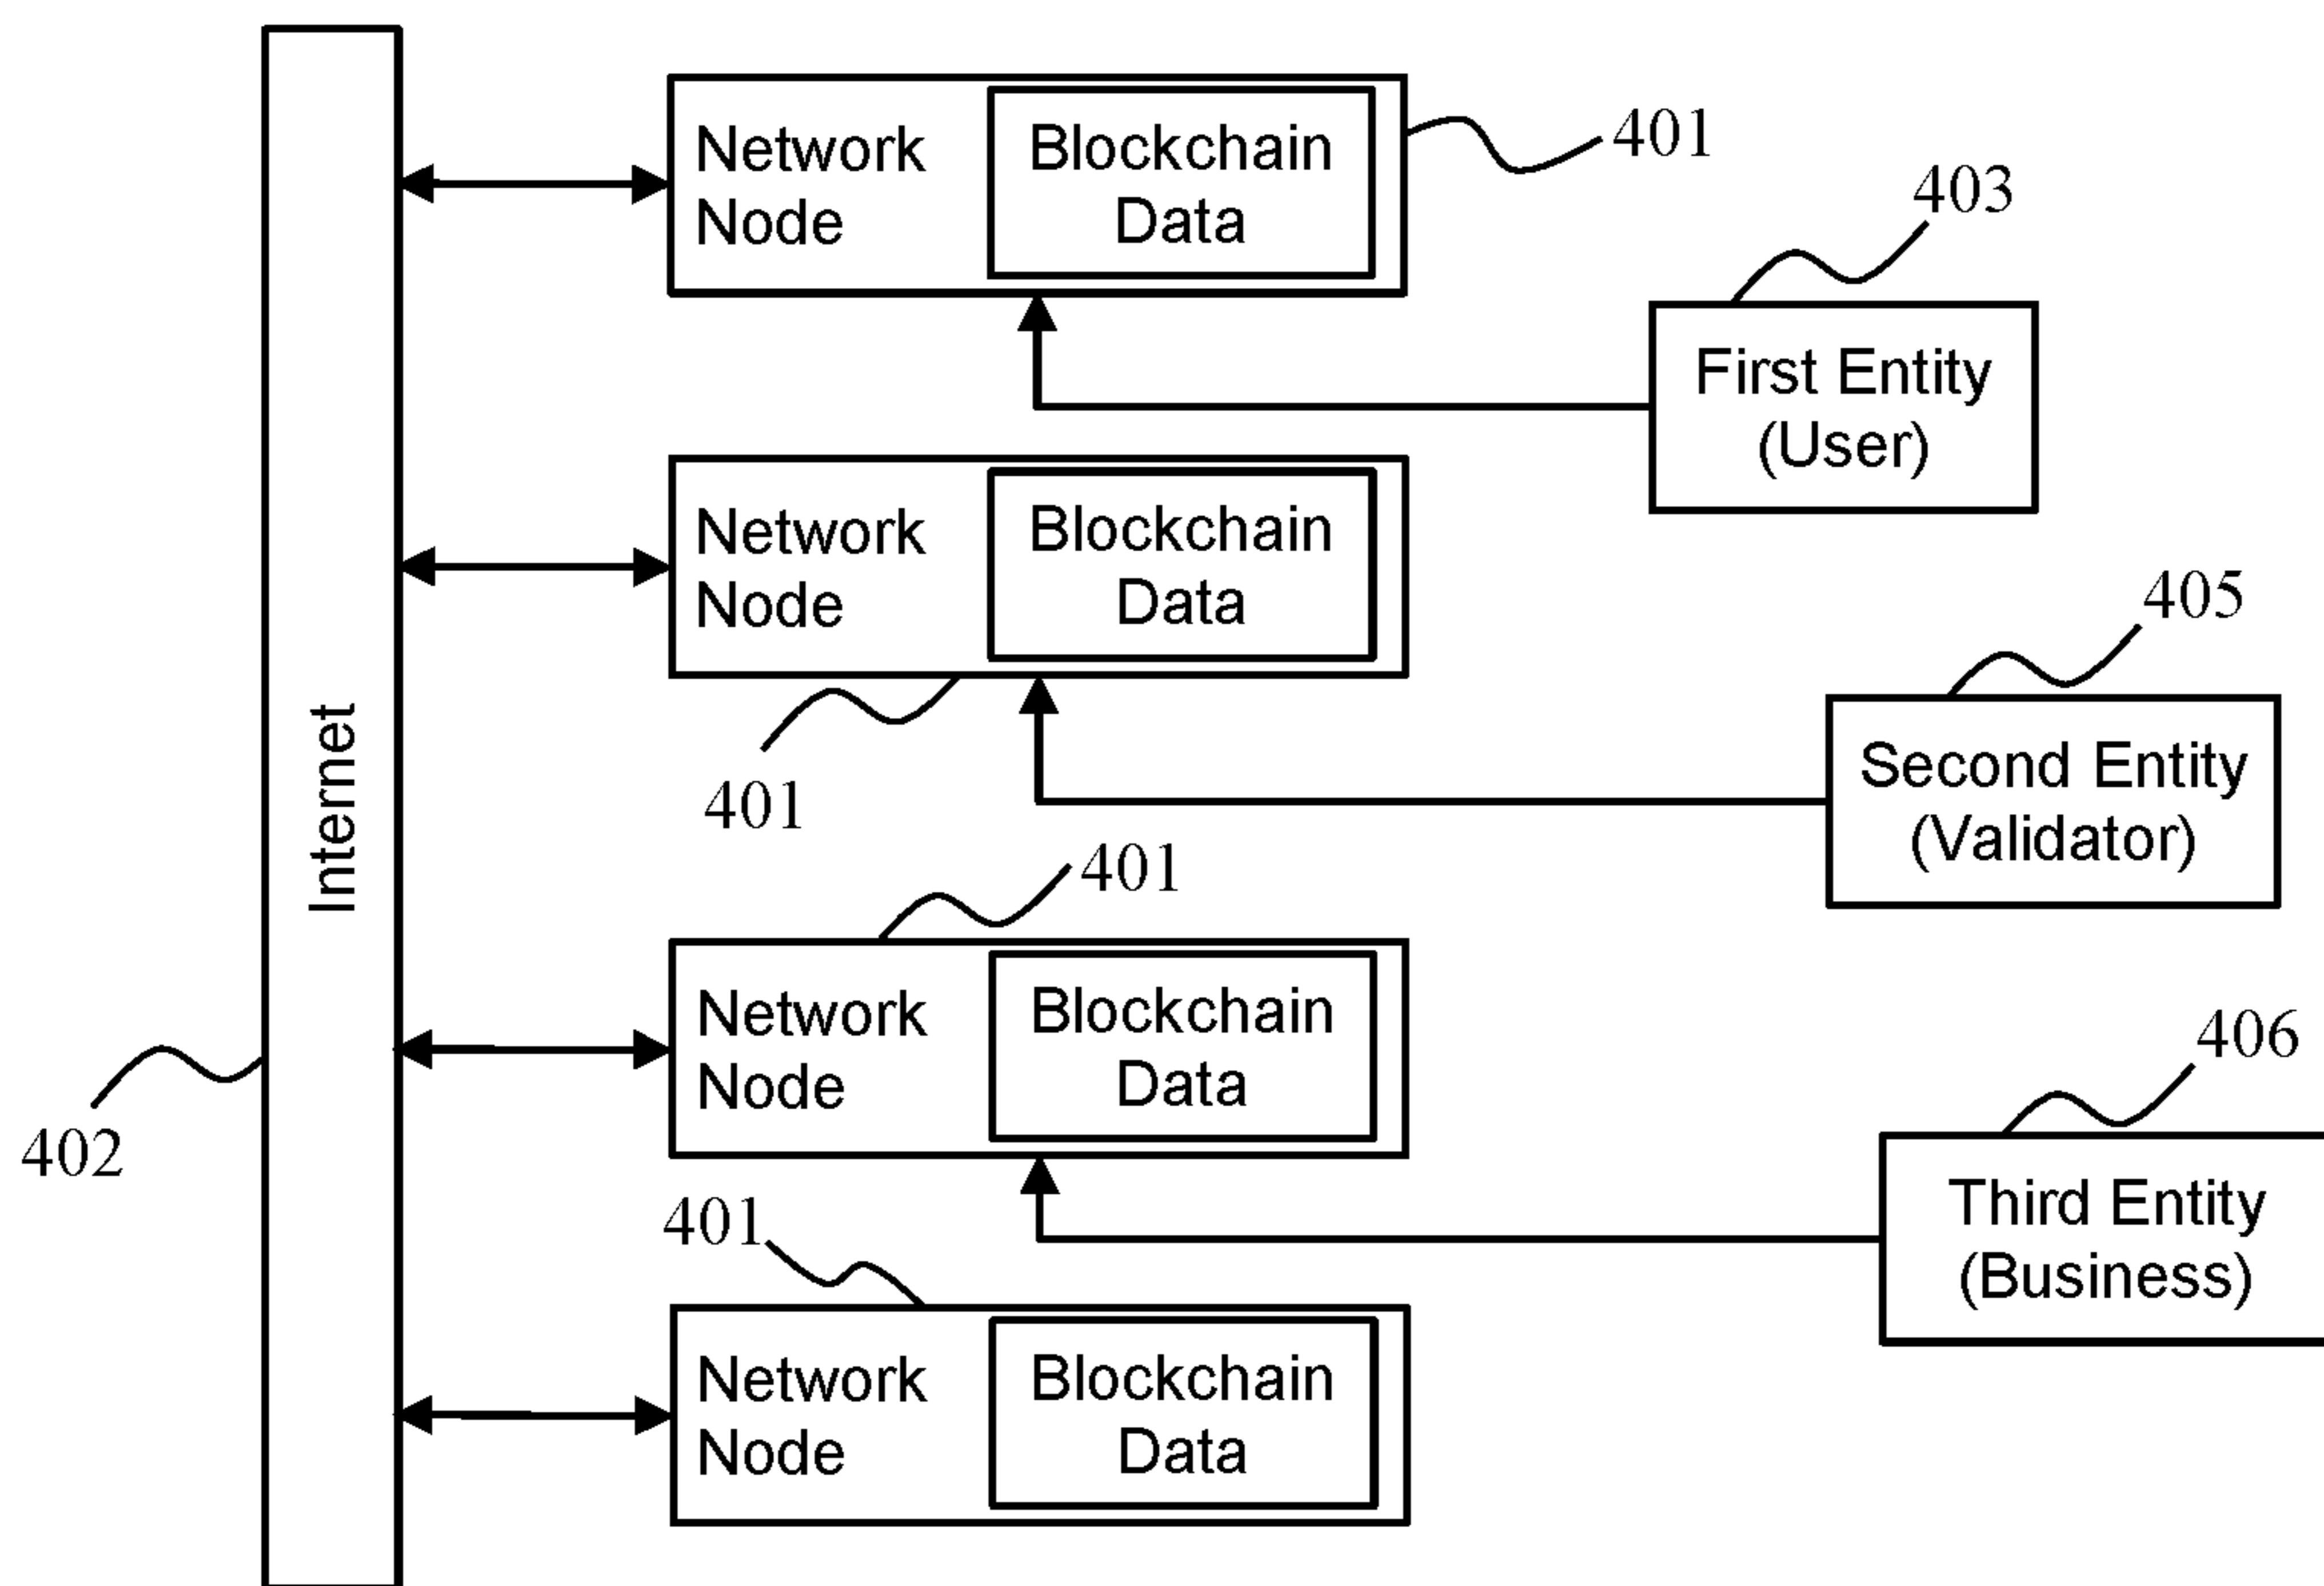 Network
Node
Blockchain
Data
401
403
First Entity
(User)
Network
Node
Blockchain
Data
401
405
Second Entity
(Validator)
Internet
401
Network
Node
Blockchain
Data
402
406
Third Entity
(Business)
401
Network
Node
Blockchain
Data